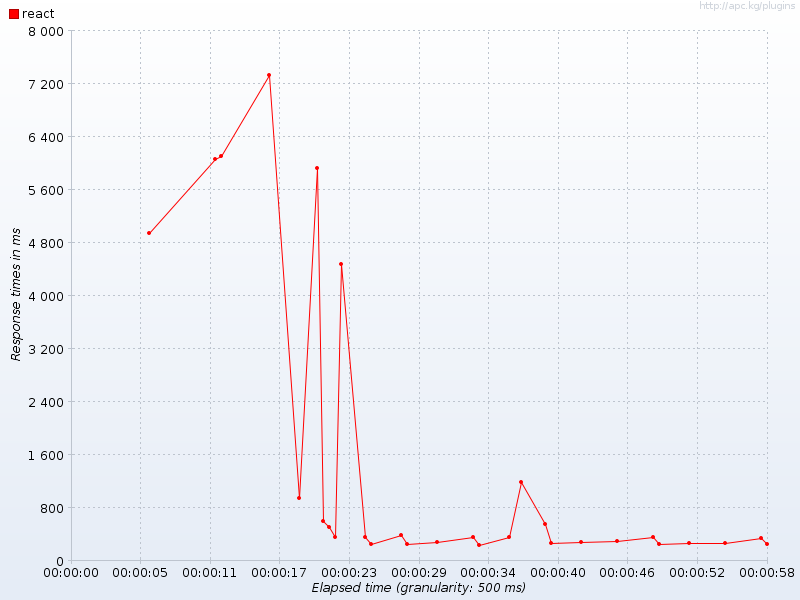 http://apc.kg/plugins
react
8 000
7 200
6 400
5 600
4 800
4 000
3 200
2 400
1 600
800
0
Response times in ms
00:00:00 00:00:05 00:00:11 00:00:17 00:00:23 00:00:29 00:00:34 00:00:40 00:00:46 00:00:52 00:00:58
Elapsed time (granularity: 500 ms)